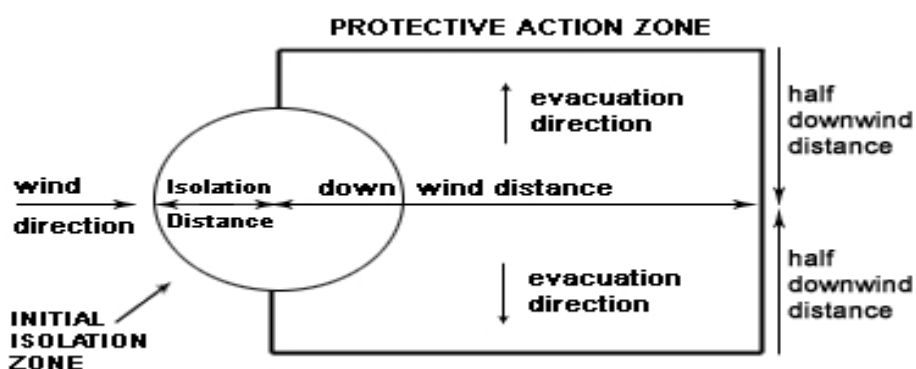 PROTECTIVE ACTION ZONE
evacuation
direction
half
downwind
distance
wind
direction
Isolation
Distance
down wind distance
evacuation
direction
half
downwind
distance
INITIAL
ISOLATION
ZONE